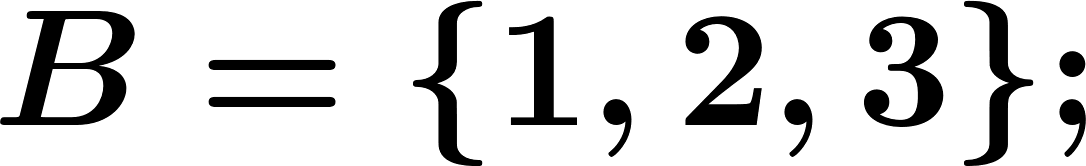 B = {1, 2, 3};